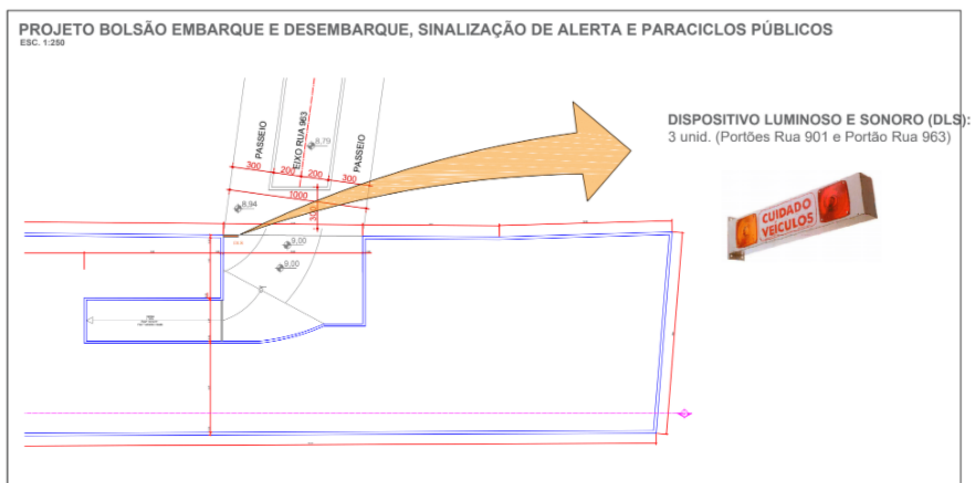 PROJETO BOLSÃO EMBARQUE E DESEMBARQUE, SINALIZAÇÃO DE ALERTA E PARACICLOS PÚBLICOS
ESC. 1:250
DISPOSITIVO LUMINOSO E SONORO (DLS):
3 unid. (Portões Rua 901 e Portão Rua 963)
PASSEIO
EIXO RUA 963
PASSEIO
8,79
300
200
200
300
1000
300
8,94
9,00
9,00
CUIDADO
VEÍCULOS